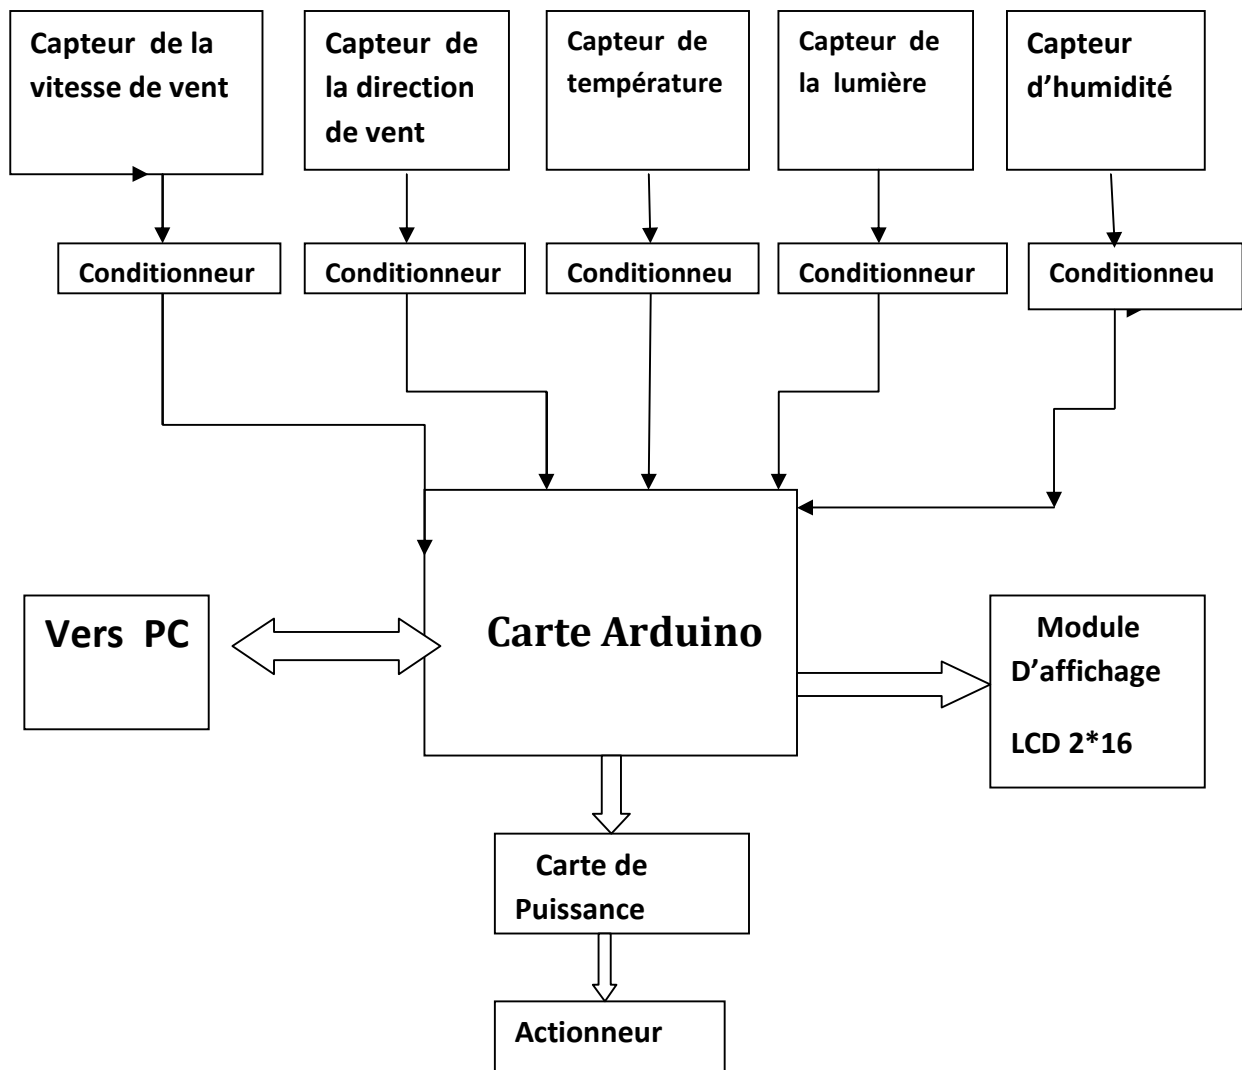 Capteur de la
vitesse de vent
Capteur de
la direction
de vent
Capteur de
température
Capteur de
la lumière
Capteur
d’humidité
Conditionneur
Conditionneur
Conditionneu
Conditionneur
Conditionneu
Vers PC
Carte Arduino
Module
D’affichage
LCD 2*16
Carte de
Puissance
Actionneur